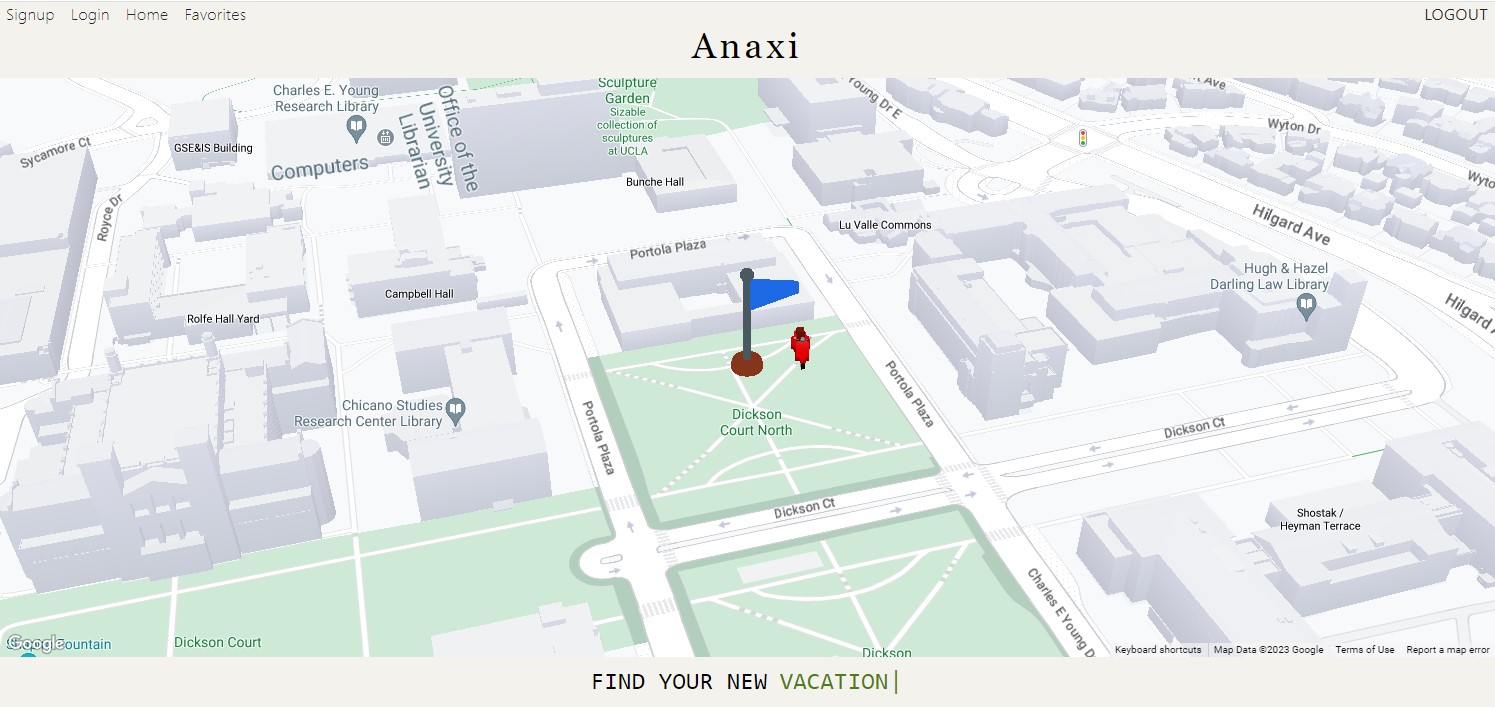 Signup Login Home Favorites LOGOUT
Anaxi
Charles E. Young
Research Library
Office of the
University
Librarian
Sculpture
Garden
Sizable
collection of
sculptures
at UCLA
Young Dr E
Wyton Dr
Sycamore Ct
GSE&IS Building
Computers
Bunche Hall
Royce Dr
Hilgard Ave
Lu Valle Commons
Portola Plaza
Hugh & Hazel
Darling Law Library
Campbell Hall
Rolfe Hall Yard
Hilgard
Portola Plaza
Chicano Studies
Research Center Library
Portola Plaza
Dickson
Court North
Dickson Ct
Dickson Ct
Shostak /
Heyman Terrace
Charles E Young D
Google
Dickson Court
Dickson
Keyboard shortcuts Map Data ©2023 Google Terms of Use Report a map error
FIND YOUR NEW VACATION